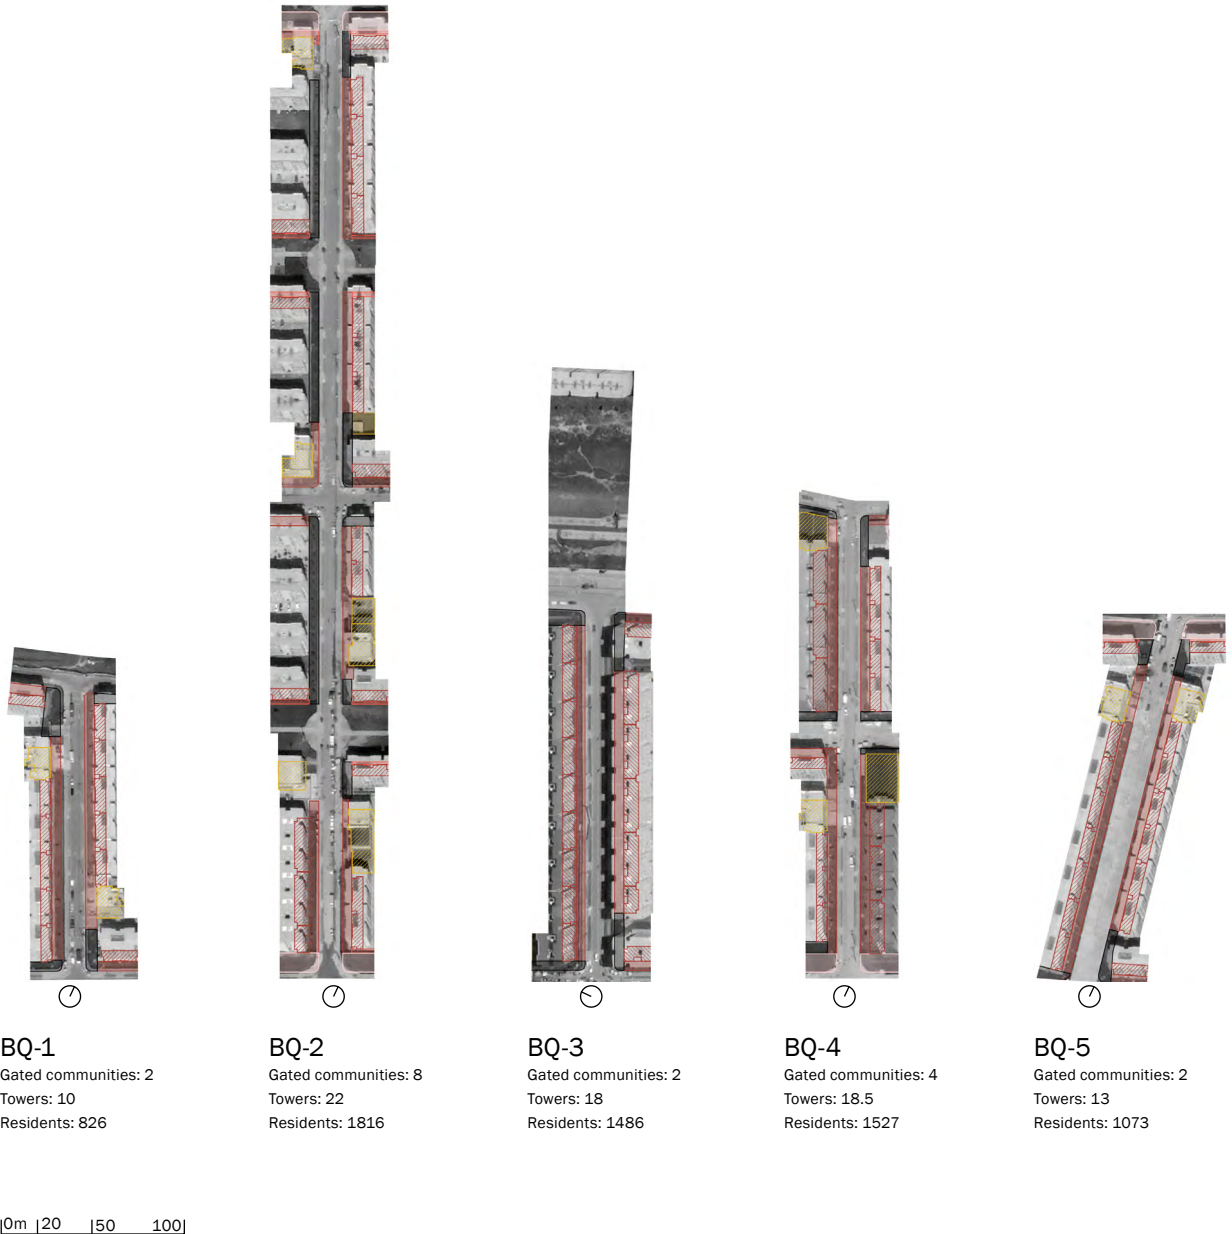 BQ-1
Gated communities: 2
Towers: 10
Residents: 826
BQ-2
Gated communities: 8
Towers: 22
Residents: 1816
BQ-3
Gated communities: 2
Towers: 18
Residents: 1486
BQ-4
Gated communities: 4
Towers: 18.5
Residents: 1527
BQ-5
Gated communities: 2
Towers: 13
Residents: 1073
0m 20 50 100